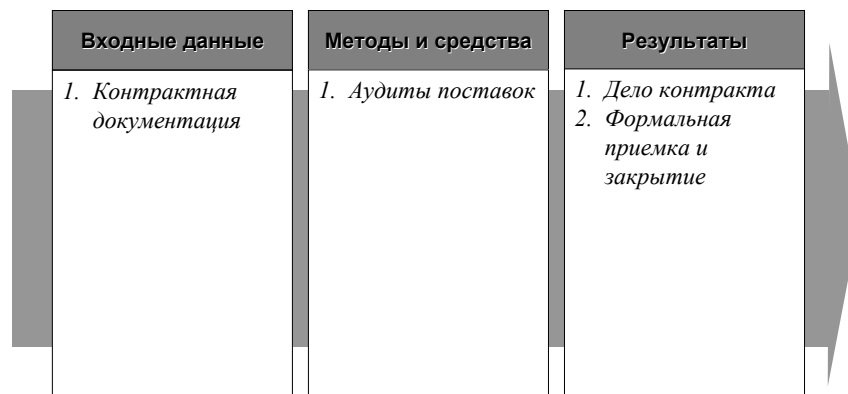 Входные данные
1. Контрактная
документация
Методы и средства
1. Аудиты поставок
Результаты
1. Дело контракта
2. Формальная
приемка и
закрытие